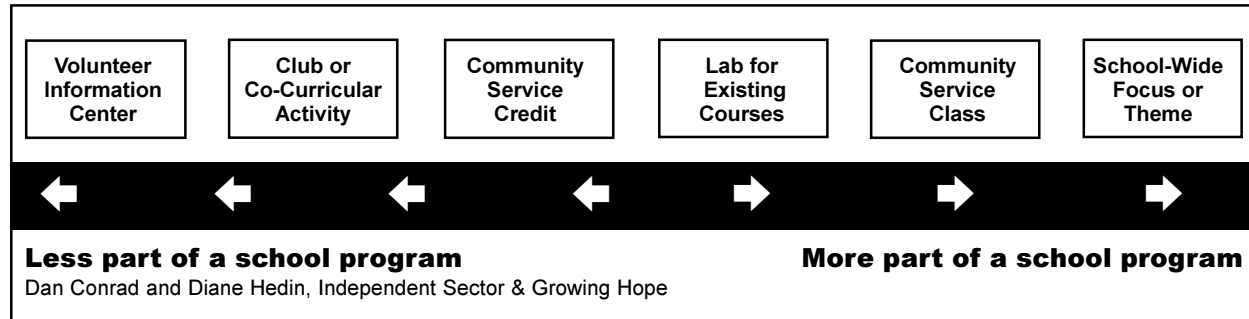 Volunteer
Information
Center
Club or
Co-Curricular
Activity
Community
Service
Credit
Lab for
Existing
Courses
Community
Service
Class
School-Wide
Focus or
Theme
Less part of a school program
More part of a school program
Dan Conrad and Diane Hedin, Independent Sector & Growing Hope